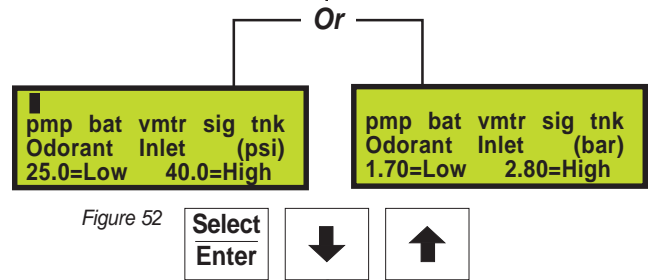 Or
pmp bat vmtr sig tnk
Odorant Inlet (psi)
25.0=Low 40.0=High
pmp bat vmtr sig tnk
Odorant Inlet (bar)
1.70=Low 2.80=High
Figure 52
Select
Enter